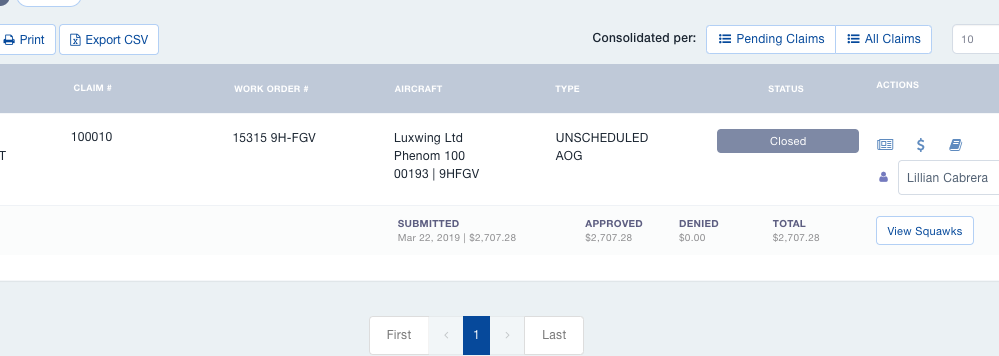 Print
Export CSV
Consolidated per:
Pending Claims
All Claims
10
CLAIM #
WORK ORDER #
AIRCRAFT
TYPE
STATUS
ACTIONS
T
100010
15315 9H-FGV
Luxwing Ltd
Phenom 100
00193 | 9HFGV
UNSCHEDULED
AOG
Closed
$
Lillian Cabrera
SUBMITTED
Mar 22, 2019 | $2,707.28
APPROVED
$2,707.28
DENIED
$0.00
TOTAL
$2,707.28
View Squawks
First
‹
1
›
Last